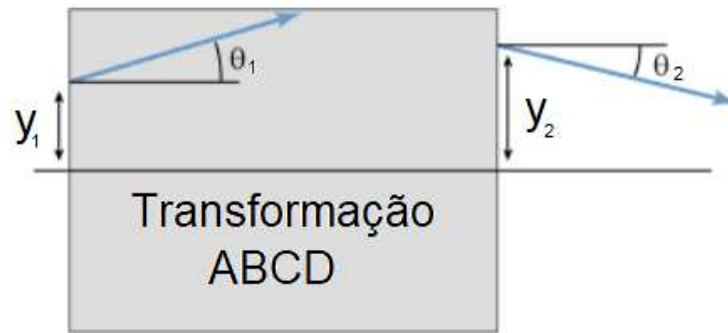 θ₁
θ₂
y₁
y₂
Transformação
ABCD